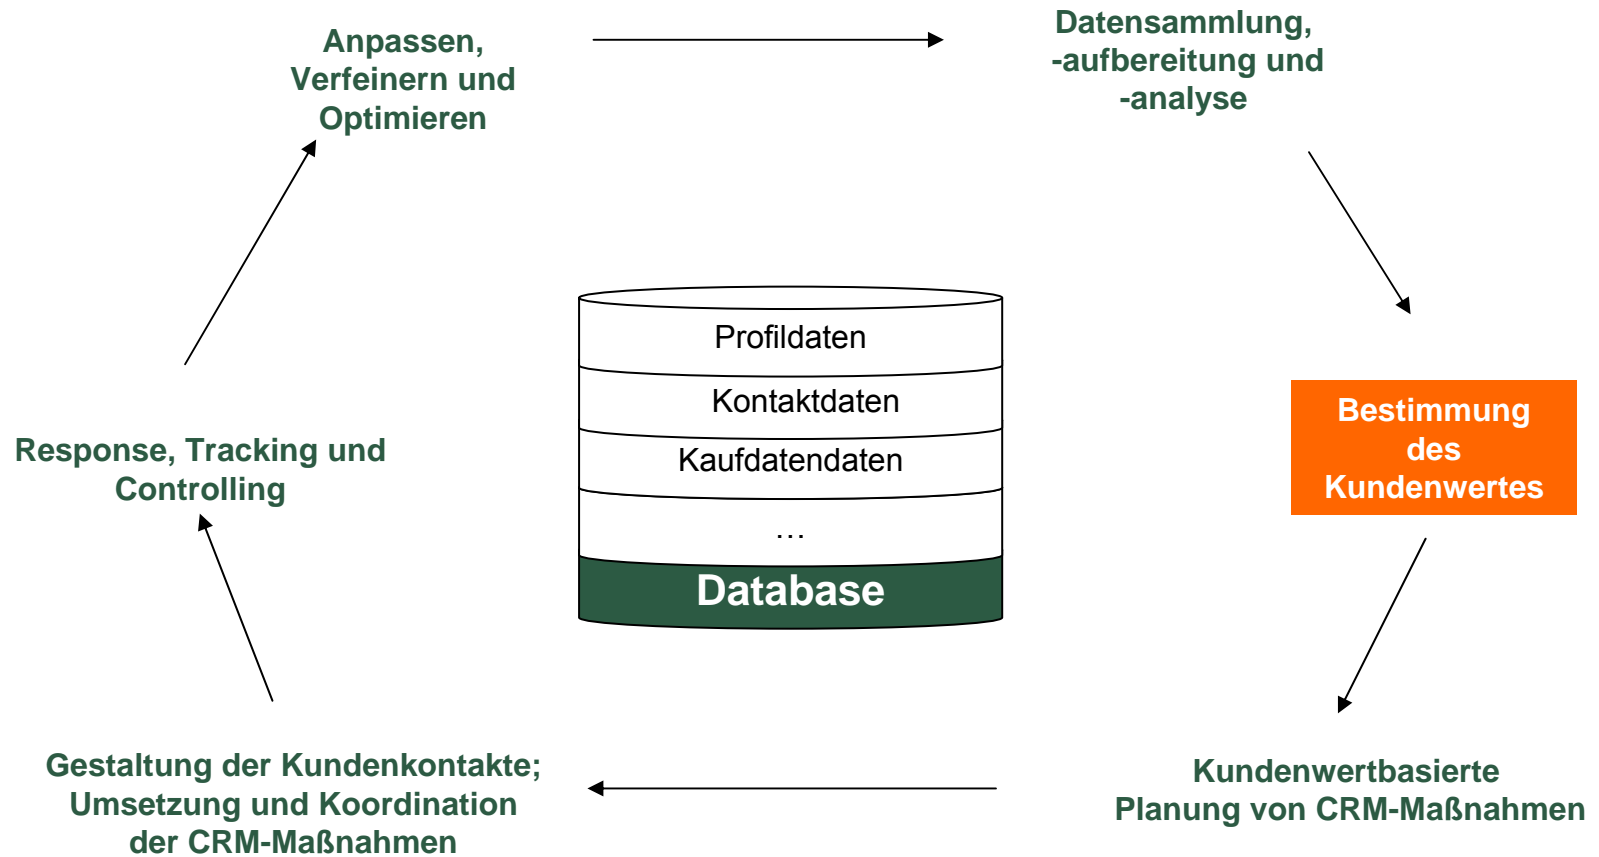 Anpassen,
Verfeinern und
Optimieren
Datensammlung,
-aufbereitung und
-analyse
Profildaten
Kontaktdaten
Kaufdatendaten
…
Database
Bestimmung
des
Kundenwertes
Response, Tracking und
Controlling
Gestaltung der Kundenkontakte;
Umsetzung und Koordination
der CRM-Maßnahmen
Kundenwertbasierte
Planung von CRM-Maßnahmen